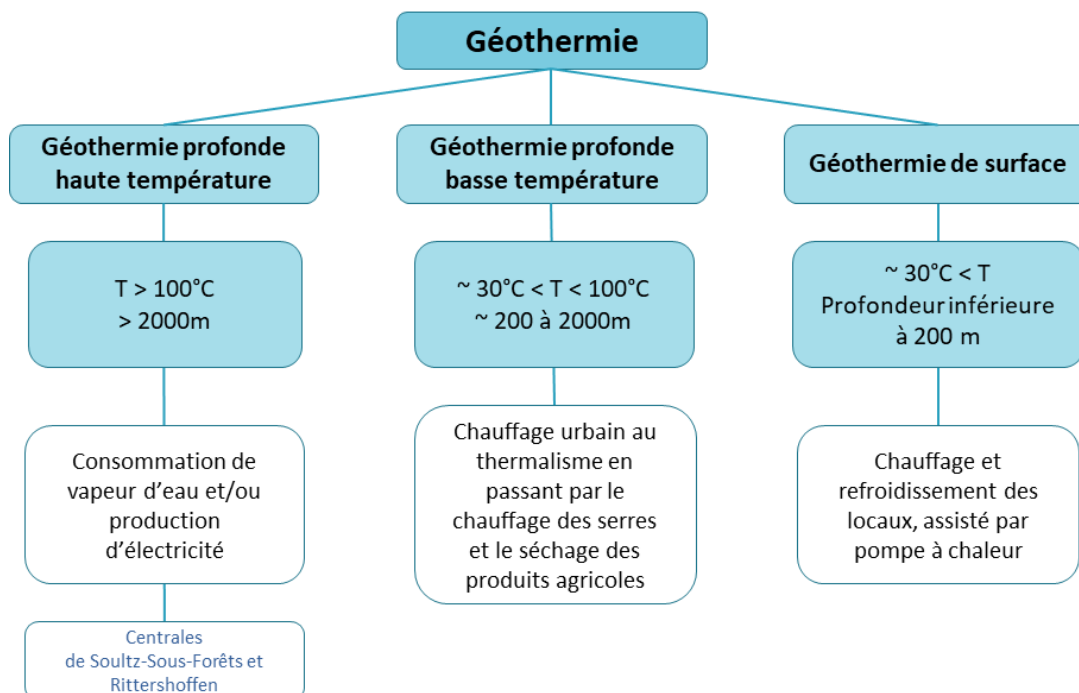 Géothermie
Géothermie profonde
haute température
Géothermie profonde
basse température
Géothermie de surface
T > 100°C
> 2000m
~ 30°C < T < 100°C
~ 200 à 2000m
~ 30°C < T
Profondeur inférieure
à 200 m
Consommation de
vapeur d'eau et/ou
production
d'électricité
Chauffage urbain au
thermalisme en
passant par le
chauffage des serres
et le séchage des
produits agricoles
Chauffage et
refroidissement des
locaux, assisté par
pompe à chaleur
Centrales
de Soultz-Sous-Forêts et
Rittershoffen